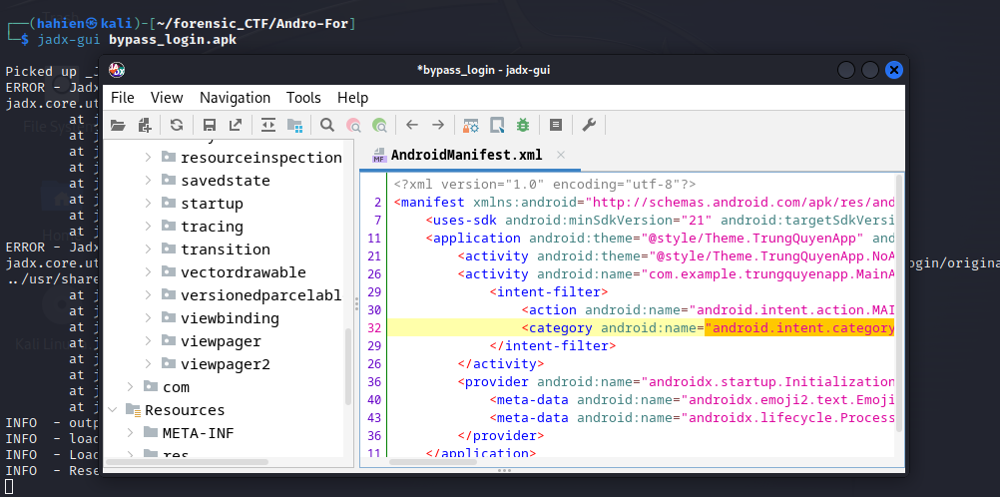 ┌──(hahien㉿kali)-[~/forensic_CTF/Andro-For]
└─$ jadx-gui bypass_login.apk
Picked up _J
ERROR - Jadx
jadx.core.ut
at j
at j
at j
at j
at j
at j
at j
ERROR - Jadx
jadx.core.ut
ogin/origina
../usr/share
at j
at j
at j
at j
at j
at j
at j
at j
INFO - outp
INFO - load
INFO - Load
INFO - Rese
*bypass_login - jadx-gui
File View Navigation Tools Help
resourceinspection
savedstate
startup
tracing
transition
vectordrawable
versionedparcelabl
viewbinding
viewpager
viewpager2
com
Resources
META-INF
res
AndroidManifest.xml
<?xml version="1.0" encoding="utf-8"?>
2 <manifest xmlns:android="http://schemas.android.com/apk/res/and
7 <uses-sdk android:minSdkVersion="21" android:targetSdkVersi
11 <application android:theme="@style/Theme.TrungQuyenApp" and
21 <activity android:theme="@style/Theme.TrungQuyenApp.NoA
26 <activity android:name="com.example.trungquyenapp.MainA
29 <intent-filter>
30 <action android:name="android.intent.action.MAI
32 <category android:name="android.intent.category
29 </intent-filter>
26 </activity>
36 <provider android:name="androidx.startup.Initialization
40 <meta-data android:name="androidx.emoji2.text.Emoji
43 <meta-data android:name="androidx.lifecycle.Process
36 </provider>
11 </application>